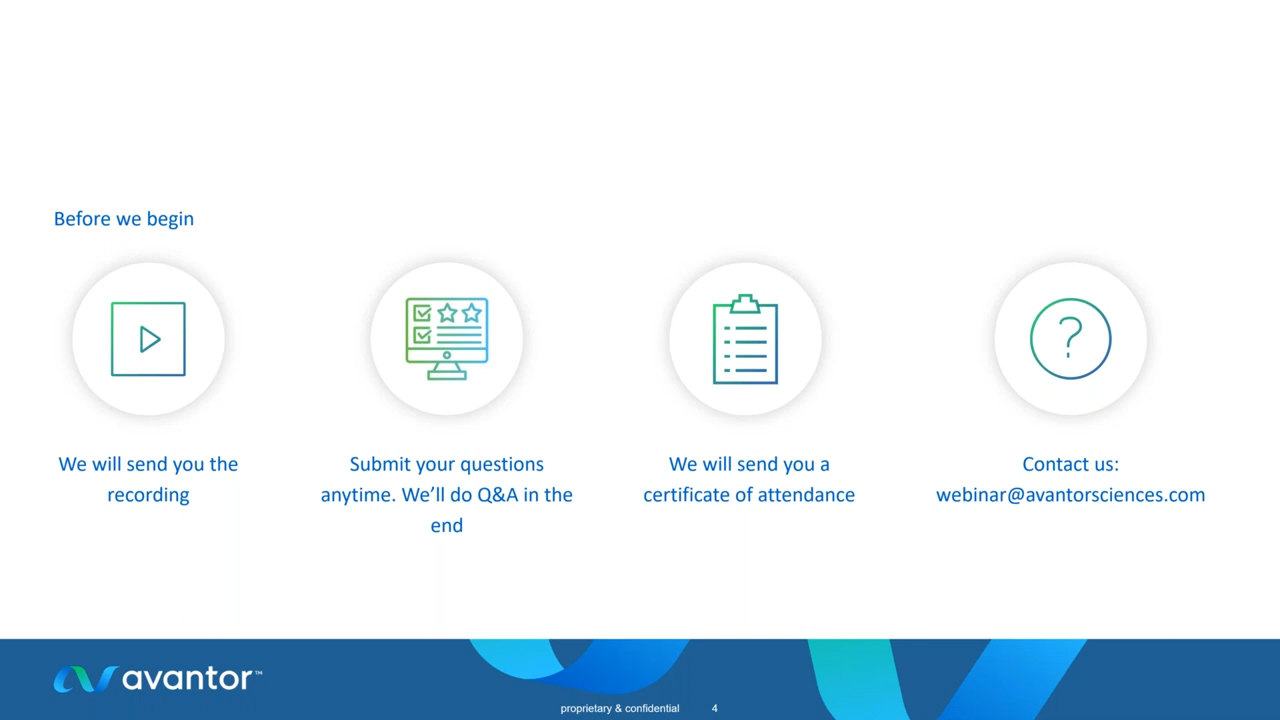 Before we begin
We will send you the
recording
Submit your questions
anytime. We’ll do Q&A in the
end
We will send you a
certificate of attendance
Contact us:
webinar@avantorsciences.com
avantor™
proprietary & confidential 4